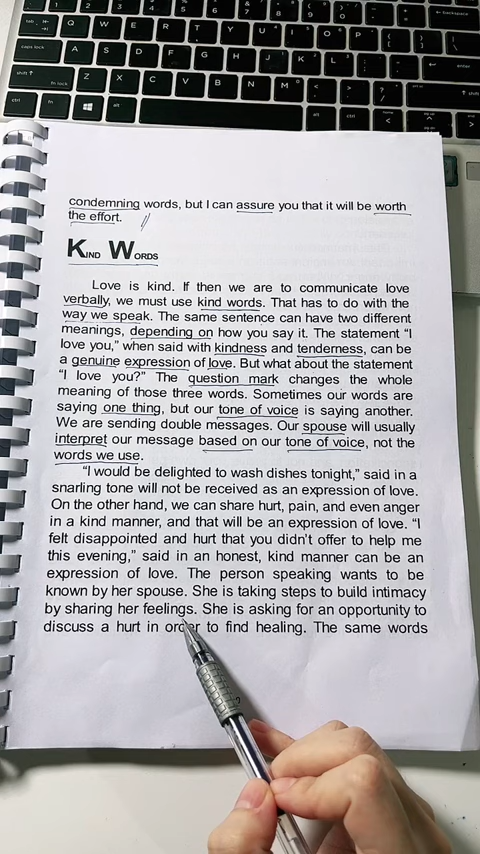 condemning words, but I can assure you that it will be worth
the effort.
KIND WORDS
Love is kind. If then we are to communicate love
verbally, we must use kind words. That has to do with the
way we speak. The same sentence can have two different
meanings, depending on how you say it. The statement “I
love you,” when said with kindness and tenderness, can be
a genuine expression of love. But what about the statement
“I love you?” The question mark changes the whole
meaning of those three words. Sometimes our words are
saying one thing, but our tone of voice is saying another.
We are sending double messages. Our spouse will usually
interpret our message based on our tone of voice, not the
words we use.
“I would be delighted to wash dishes tonight,” said in a
snarling tone will not be received as an expression of love.
On the other hand, we can share hurt, pain, and even anger
in a kind manner, and that will be an expression of love. “I
felt disappointed and hurt that you didn’t offer to help me
this evening,” said in an honest, kind manner can be an
expression of love. The person speaking wants to be
known by her spouse. She is taking steps to build intimacy
by sharing her feelings. She is asking for an opportunity to
discuss a hurt in order to find healing. The same words